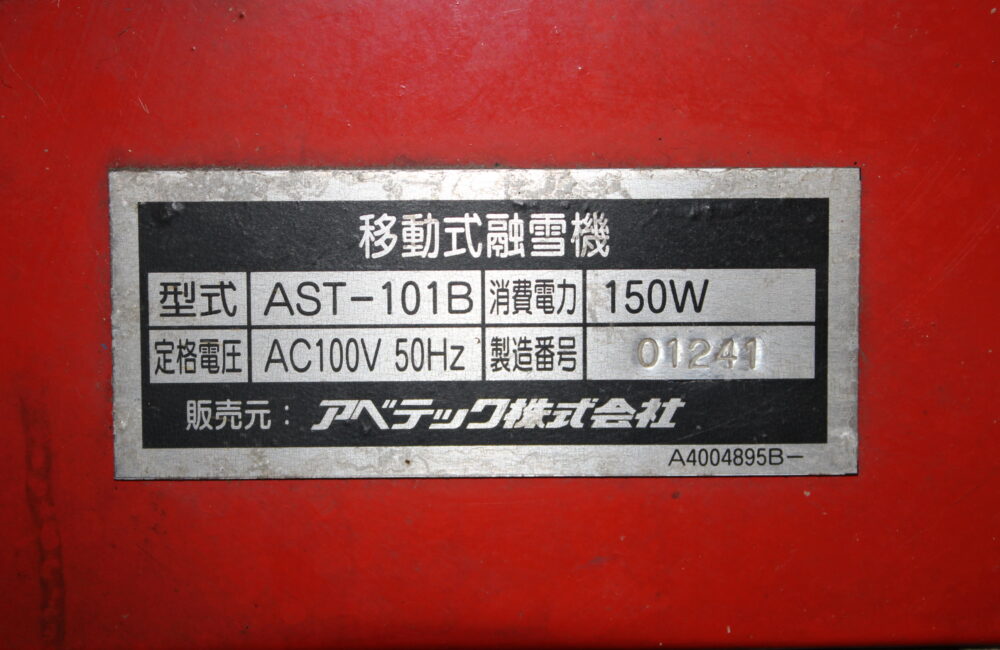 移動式融雪機
型式 AST-101B 消費電力 150W
定格電圧 AC100V 50Hz 製造番号 01241
販売元：アベテック株式会社
A4004895B-